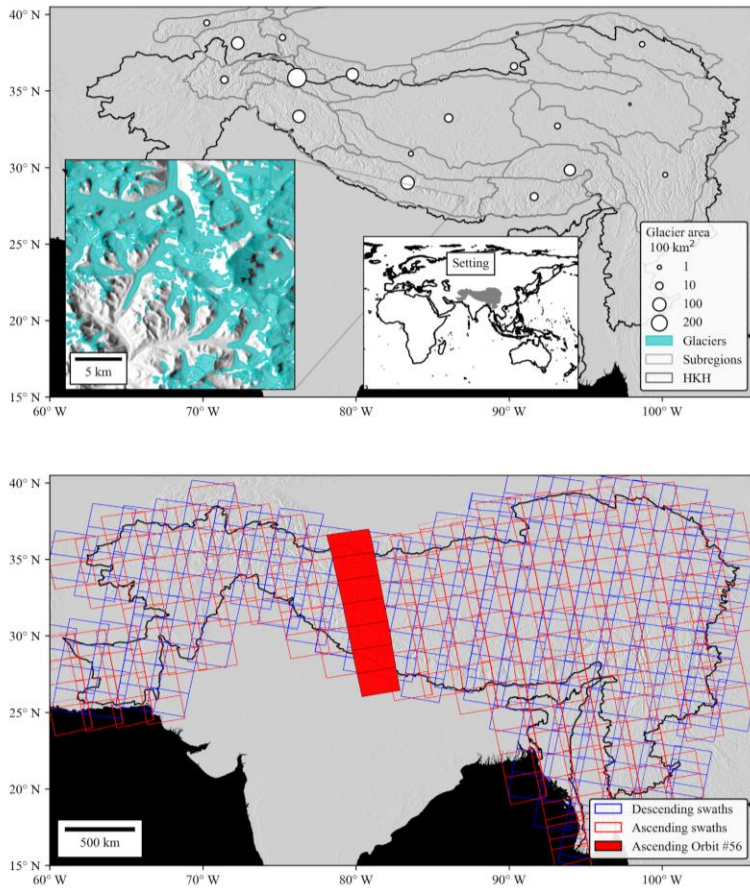 40° N
35° N
30° N
25° N
20° N
15° N
5 km
Setting
Glacier area
100 km²
1
10
100
200
Glaciers
Subregions
HKH
60° W
70° W
80° W
90° W
100° W
40° N
35° N
30° N
25° N
20° N
15° N
500 km
Descending swaths
Ascending swaths
Ascending Orbit #56
60° W
70° W
80° W
90° W
100° W